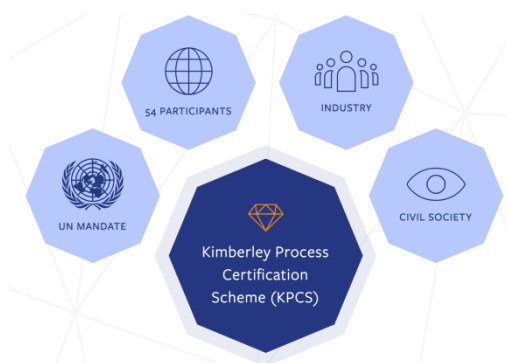 54 PARTICIPANTS
INDUSTRY
UN MANDATE
CIVIL SOCIETY
Kimberley Process
Certification
Scheme (KPCS)